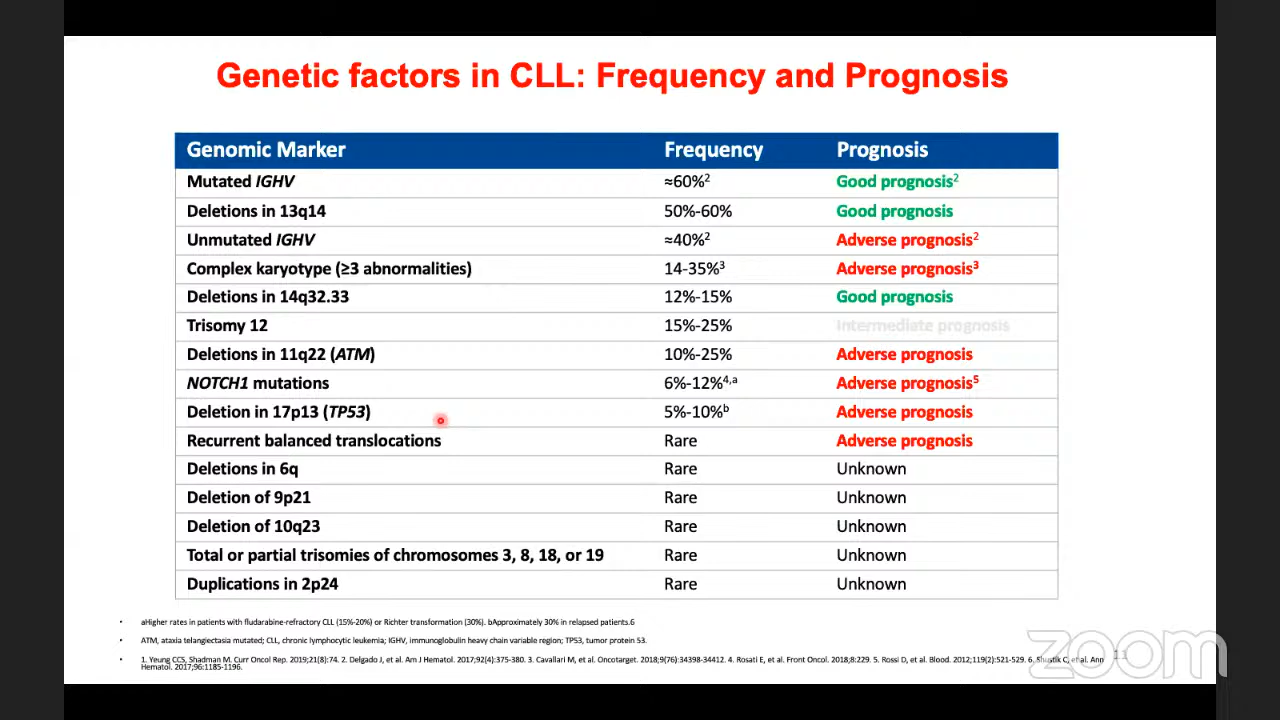 Genetic factors in CLL: Frequency and Prognosis
Genomic Marker Frequency Prognosis
Mutated IGHV ≈60%2 Good prognosis2
Deletions in 13q14 50%-60% Good prognosis
Unmutated IGHV ≈40%2 Adverse prognosis2
Complex karyotype (≥3 abnormalities) 14-35%3 Adverse prognosis3
Deletions in 14q32.33 12%-15% Good prognosis
Trisomy 12 15%-25% Intermediate prognosis
Deletions in 11q22 (ATM) 10%-25% Adverse prognosis
NOTCH1 mutations 6%-12%4,a Adverse prognosis5
Deletion in 17p13 (TP53) 5%-10%b Adverse prognosis
Recurrent balanced translocations Rare Adverse prognosis
Deletions in 6q Rare Unknown
Deletion of 9p21 Rare Unknown
Deletion of 10q23 Rare Unknown
Total or partial trisomies of chromosomes 3, 8, 18, or 19 Rare Unknown
Duplications in 2p24 Rare Unknown
• aHigher rates in patients with fludarabine-refractory CLL (15%-20%) or Richter transformation (30%). bApproximately 30% in relapsed patients.6
• ATM, ataxia telangiectasia mutated; CLL, chronic lymphocytic leukemia; IGHV, immunoglobulin heavy chain variable region; TP53, tumor protein 53.
• 1. Yeung CCS, Shadman M. Curr Oncol Rep. 2019;21(8):74. 2. Delgado J, et al. Am J Hematol. 2017;92(4):375-380. 3. Cavallari M, et al. Oncotarget. 2018;9(76):34398-34412. 4. Rosati E, et al. Front Oncol. 2018;8:229. 5. Rossi D, et al. Blood. 2012;119(2):521-529. 6. Shustik C, et al. Ann
Hematol. 2017;96:1185-1196.
zoom